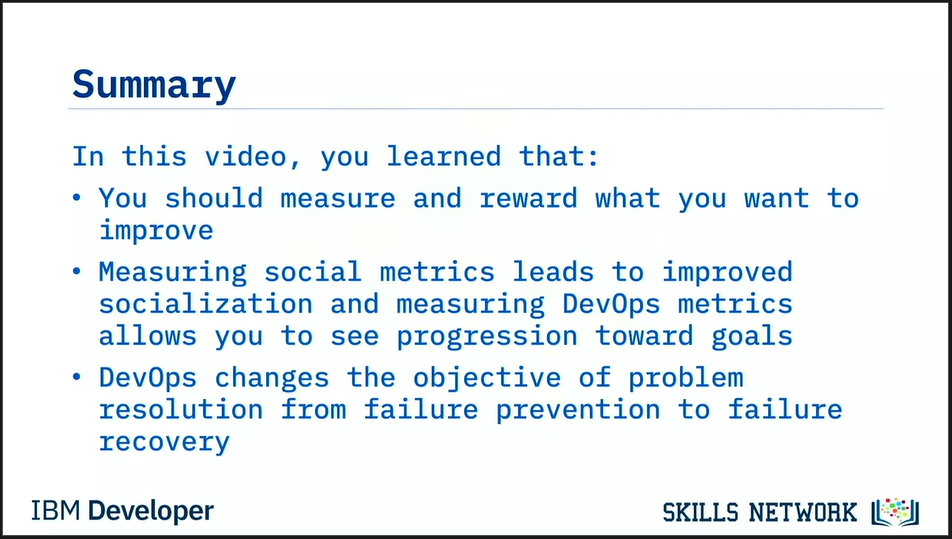 Summary
In this video, you learned that:
• You should measure and reward what you want to
improve
• Measuring social metrics leads to improved
socialization and measuring DevOps metrics
allows you to see progression toward goals
• DevOps changes the objective of problem
resolution from failure prevention to failure
recovery
IBM Developer
SKILLS NETWORK